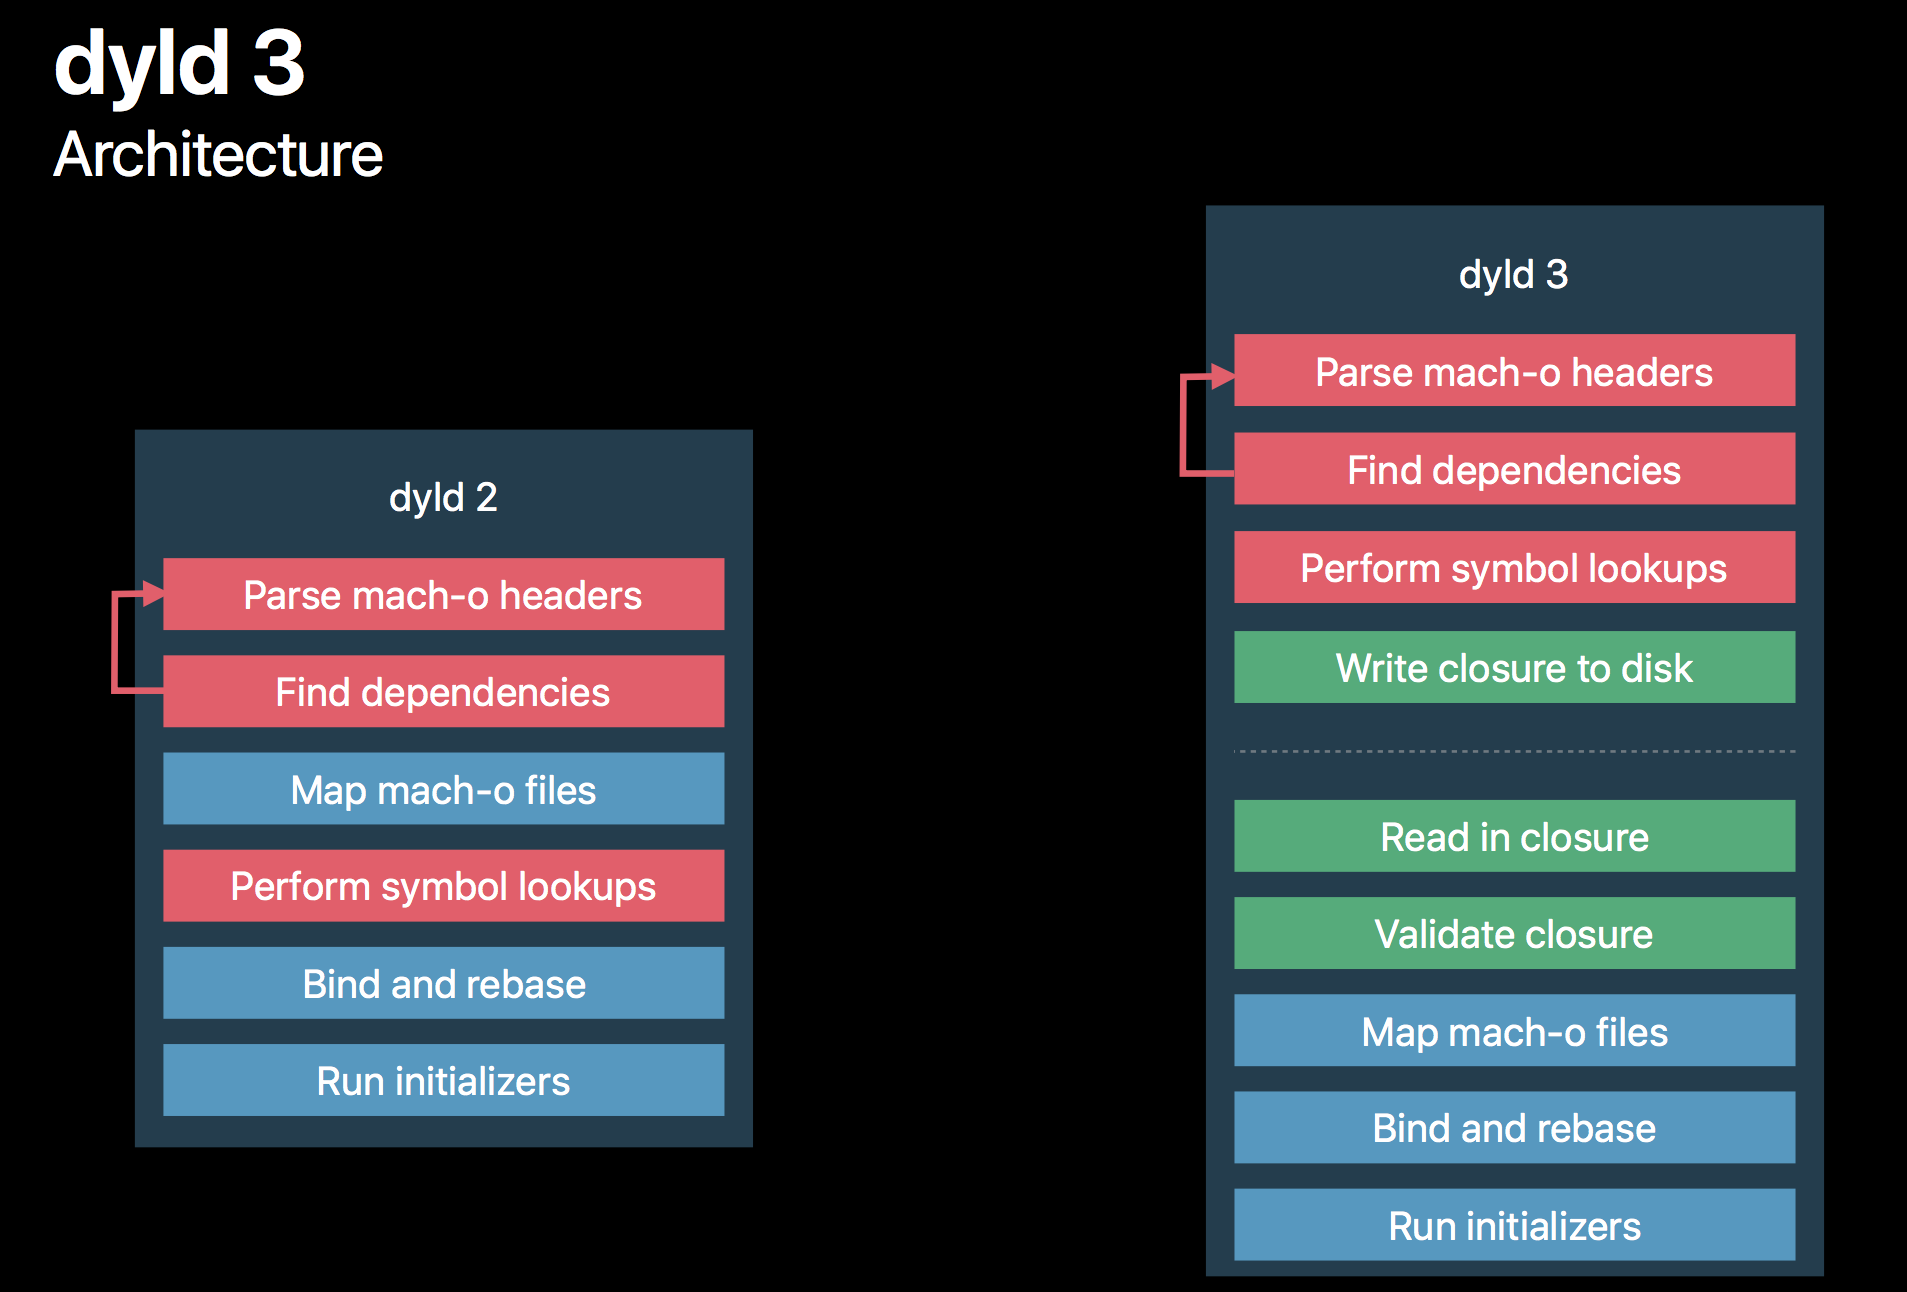 dyld 3
Architecture
dyld 2
Parse mach-o headers
Find dependencies
Map mach-o files
Perform symbol lookups
Bind and rebase
Run initializers
dyld 3
Parse mach-o headers
Find dependencies
Perform symbol lookups
Write closure to disk
Read in closure
Validate closure
Map mach-o files
Bind and rebase
Run initializers